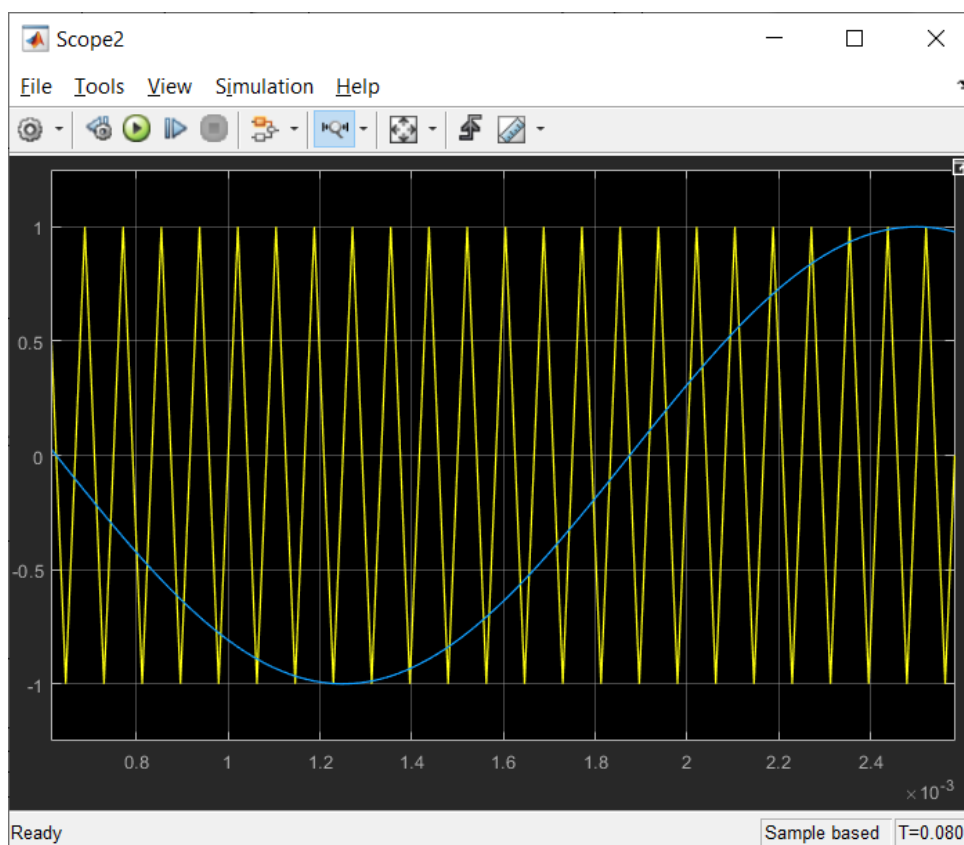 Scope2
File Tools View Simulation Help
1
0.5
0
-0.5
-1
0.8 1 1.2 1.4 1.6 1.8 2 2.2 2.4
×10⁻³
Ready Sample based T=0.080